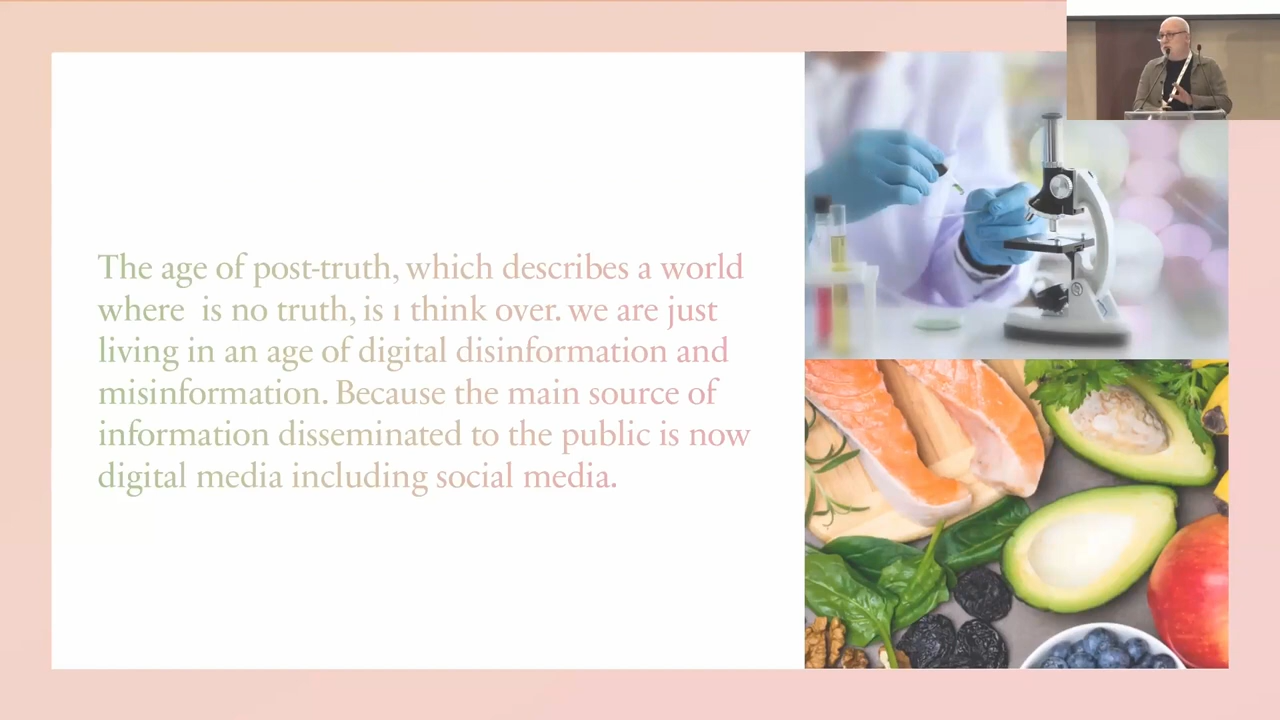 The age of post-truth, which describes a world
where  is no truth, is ı think over. we are just
living in an age of digital disinformation and
misinformation. Because the main source of
information disseminated to the public is now
digital media including social media.